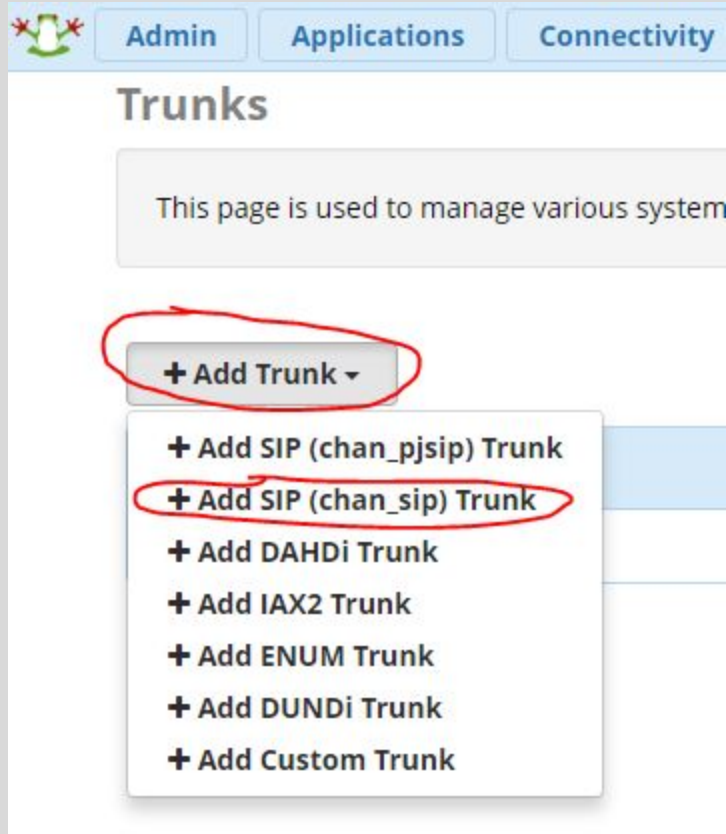 Admin Applications Connectivity
Trunks
This page is used to manage various system
+ Add Trunk
+ Add SIP (chan_pjsip) Trunk
+ Add SIP (chan_sip) Trunk
+ Add DAHDi Trunk
+ Add IAX2 Trunk
+ Add ENUM Trunk
+ Add DUNDi Trunk
+ Add Custom Trunk